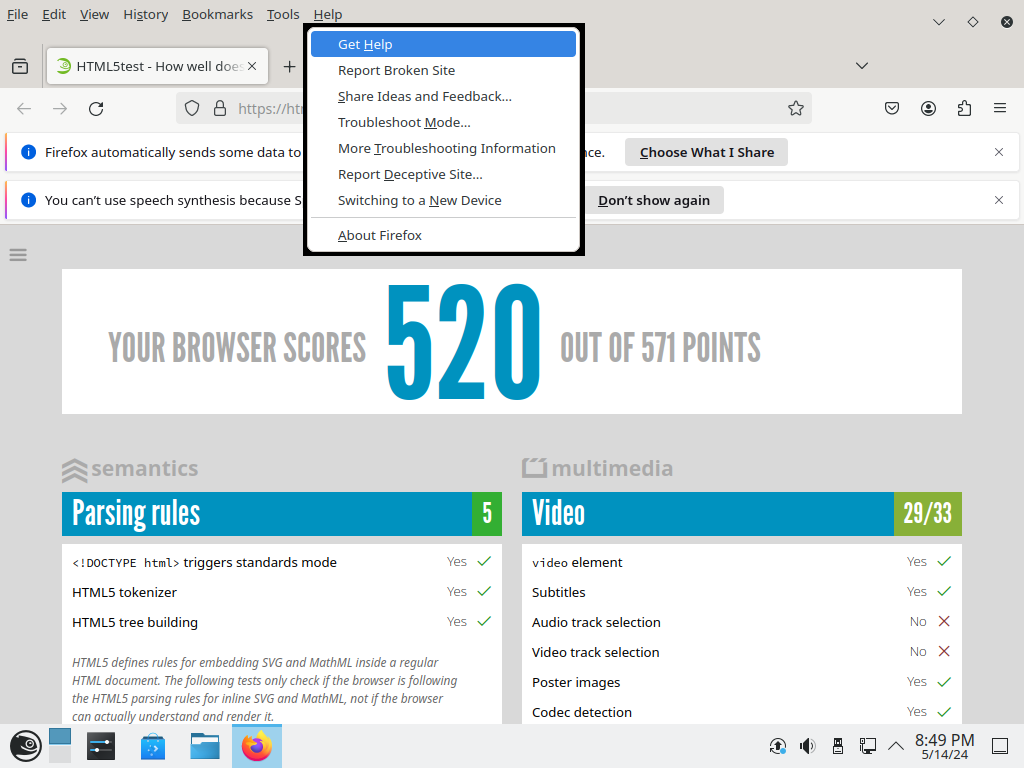 File Edit View History Bookmarks Tools Help
HTML5test - How well does
https://ht
Get Help
Report Broken Site
Share Ideas and Feedback...
Troubleshoot Mode...
More Troubleshooting Information
Report Deceptive Site...
Switching to a New Device
About Firefox
Firefox automatically sends some data to
ce.
Choose What I Share
You can’t use speech synthesis because S
Don’t show again
YOUR BROWSER SCORES 520 OUT OF 571 POINTS
semantics
Parsing rules 5
<!DOCTYPE html> triggers standards mode Yes
HTML5 tokenizer Yes
HTML5 tree building Yes
HTML5 defines rules for embedding SVG and MathML inside a regular
HTML document. The following tests only check if the browser is following
the HTML5 parsing rules for inline SVG and MathML, not if the browser
can actually understand and render it.
multimedia
Video 29/33
video element Yes
Subtitles Yes
Audio track selection No
Video track selection No
Poster images Yes
Codec detection Yes
8:49 PM
5/14/24